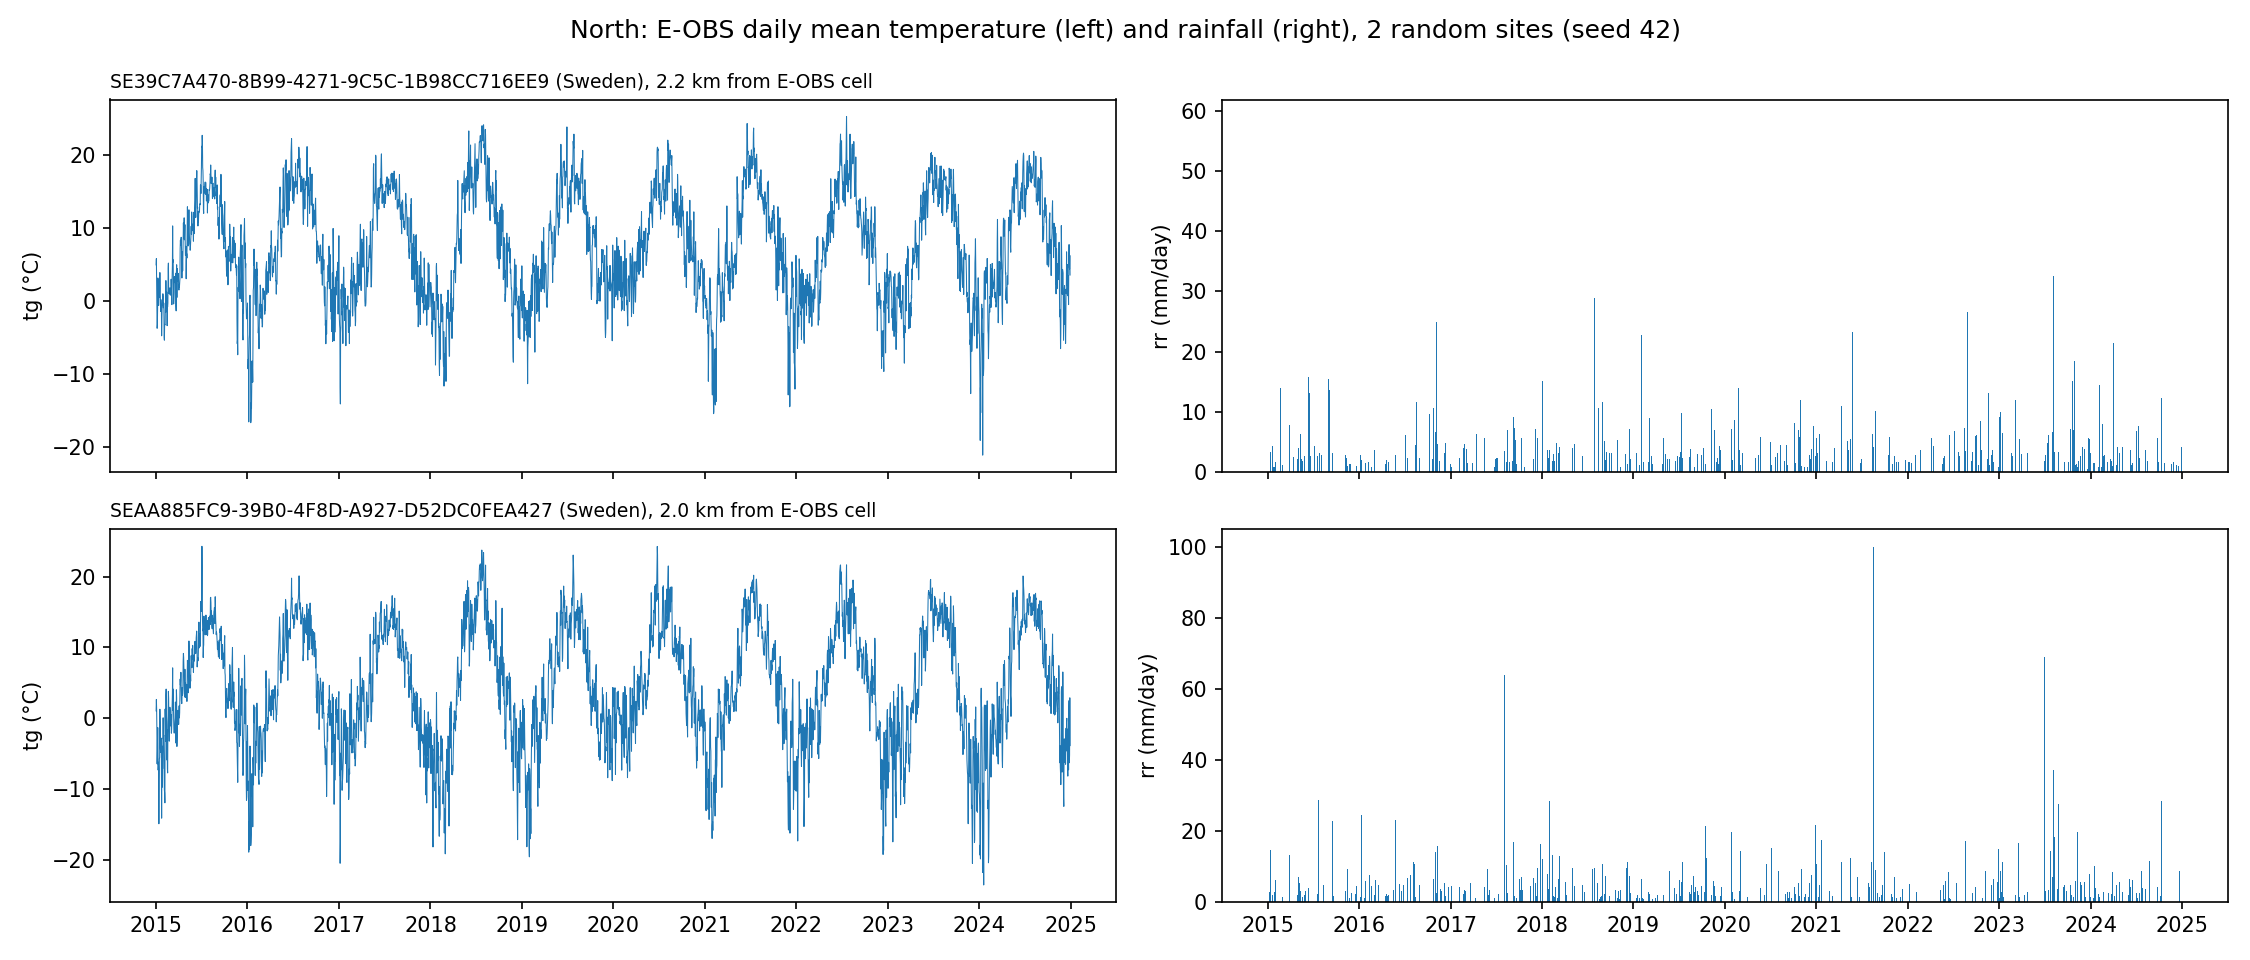 North: E-OBS daily mean temperature (left) and rainfall (right), 2 random sites (seed 42)
SE39C7A470-8B99-4271-9C5C-1B98CC716EE9 (Sweden), 2.2 km from E-OBS cell
tg (°C)
20
10
0
−10
−20
rr (mm/day)
60
50
40
30
20
10
0
SEAA885FC9-39B0-4F8D-A927-D52DC0FEA427 (Sweden), 2.0 km from E-OBS cell
tg (°C)
20
10
0
−10
−20
2015 2016 2017 2018 2019 2020 2021 2022 2023 2024 2025
rr (mm/day)
100
80
60
40
20
0
2015 2016 2017 2018 2019 2020 2021 2022 2023 2024 2025